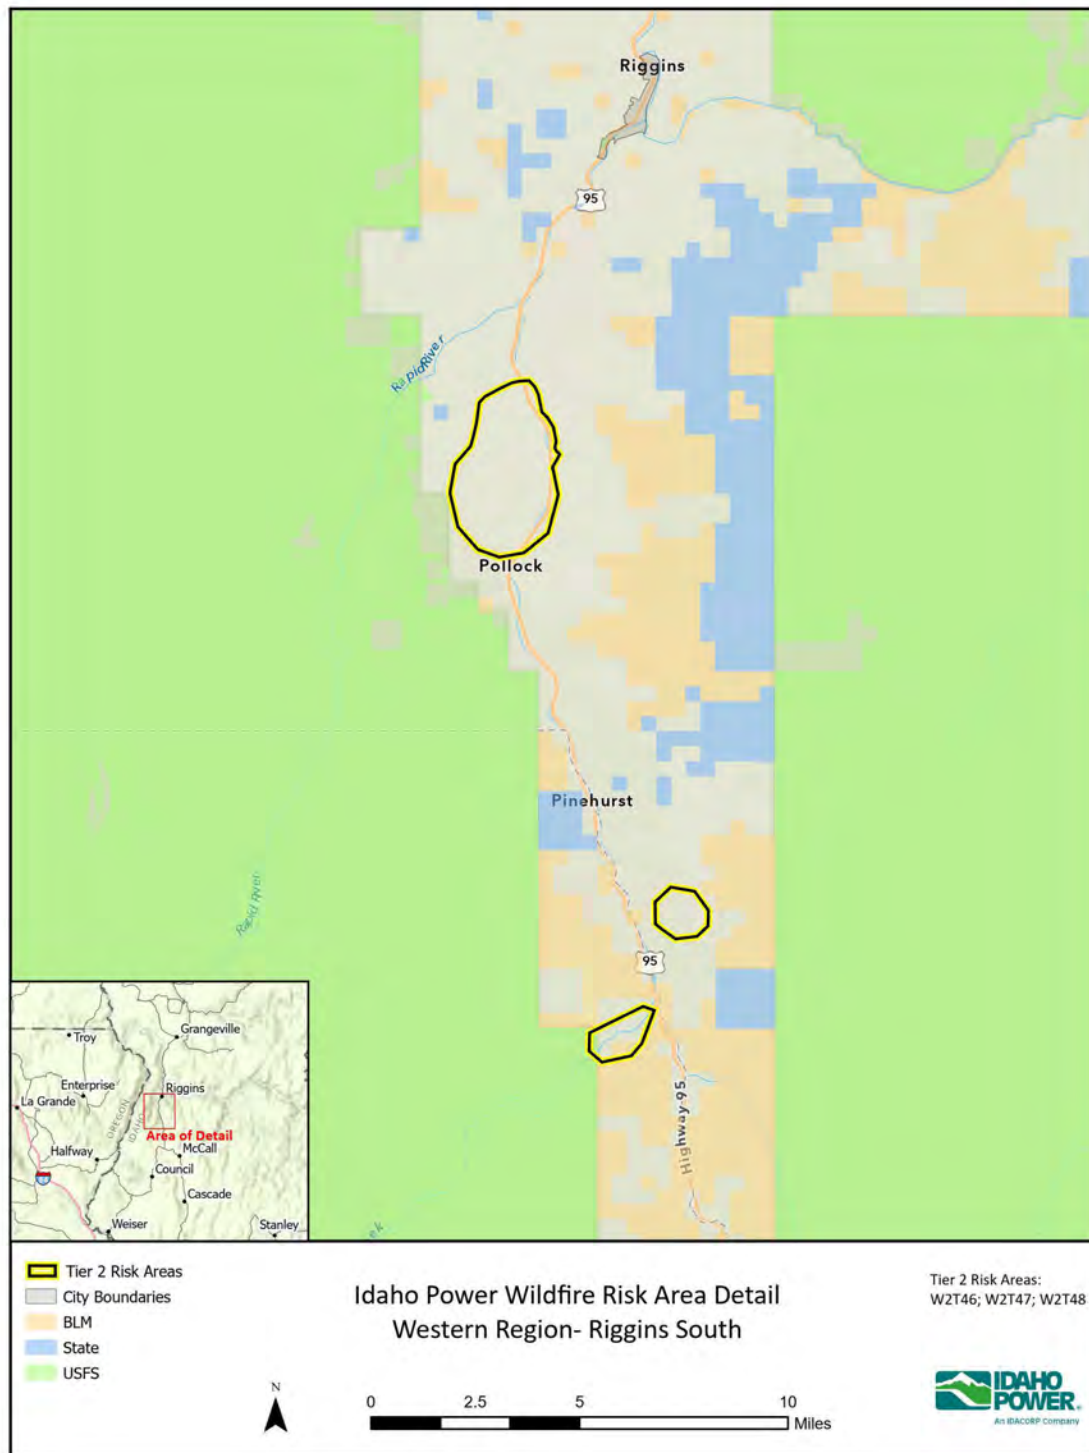 Riggins
95
Rapid River
Pollock
Pinehurst
Rapid River
95
Highway 95
ek
Troy
Grangeville
Enterprise
Riggins
La Grande
OREGON
IDAHO
Area of Detail
Halfway
McCall
Council
Cascade
Weiser
Stanley
Tier 2 Risk Areas
City Boundaries
BLM
State
USFS
Idaho Power Wildfire Risk Area Detail
Western Region- Riggins South
Tier 2 Risk Areas:
W2T46; W2T47; W2T48
N
0 2.5 5 10
Miles
IDAHO
POWER®
An IDACORP Company